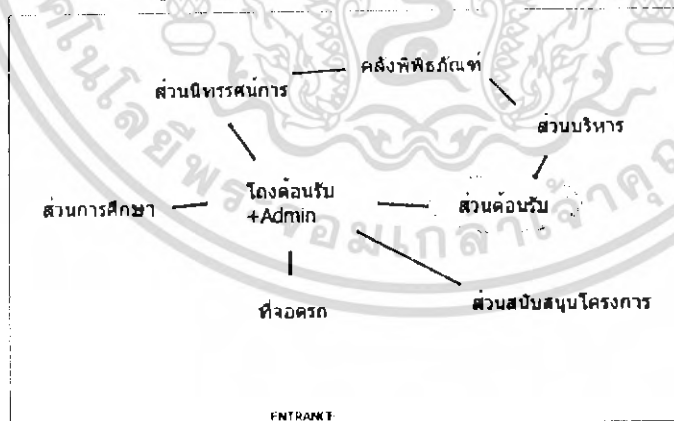 คลังพิพิธภัณฑ์
ส่วนนิทรรศน์การ
ส่วนบริหาร
ส่วนการศึกษา
โถงต้อนรับ
+Admin
ส่วนต้อนรับ
ที่จอดรถ
ส่วนสนับสนุนโครงการ
ENTRANCE